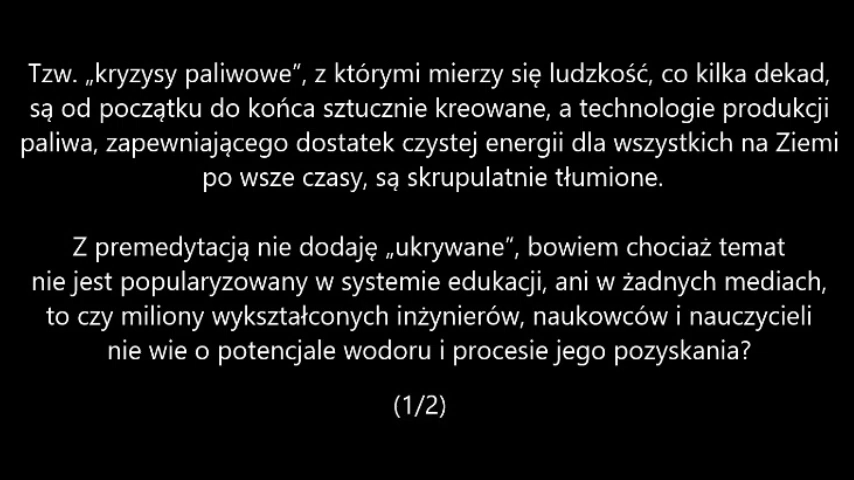 Tzw. „kryzysy paliwowe”, z którymi mierzy się ludzkość, co kilka dekad,
są od początku do końca sztucznie kreowane, a technologie produkcji
paliwa, zapewniającego dostatek czystej energii dla wszystkich na Ziemi
po wsze czasy, są skrupulatnie tłumione.
Z premedytacją nie dodaję „ukrywane”, bowiem chociaż temat
nie jest popularyzowany w systemie edukacji, ani w żadnych mediach,
to czy miliony wykształconych inżynierów, naukowców i nauczycieli
nie wie o potencjale wodoru i procesie jego pozyskania?
(1/2)